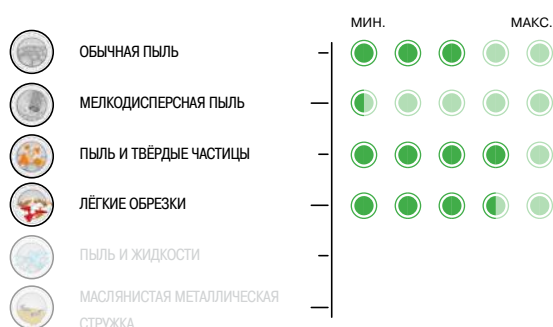 МИН. МАКС.
ОБЫЧНАЯ ПЫЛЬ
МЕЛКОДИСПЕРСНАЯ ПЫЛЬ
ПЫЛЬ И ТВЁРДЫЕ ЧАСТИЦЫ
ЛЁГКИЕ ОБРЕЗКИ
ПЫЛЬ И ЖИДКОСТИ
МАСЛЯНИСТАЯ МЕТАЛЛИЧЕСКАЯ
СТРУЖКА